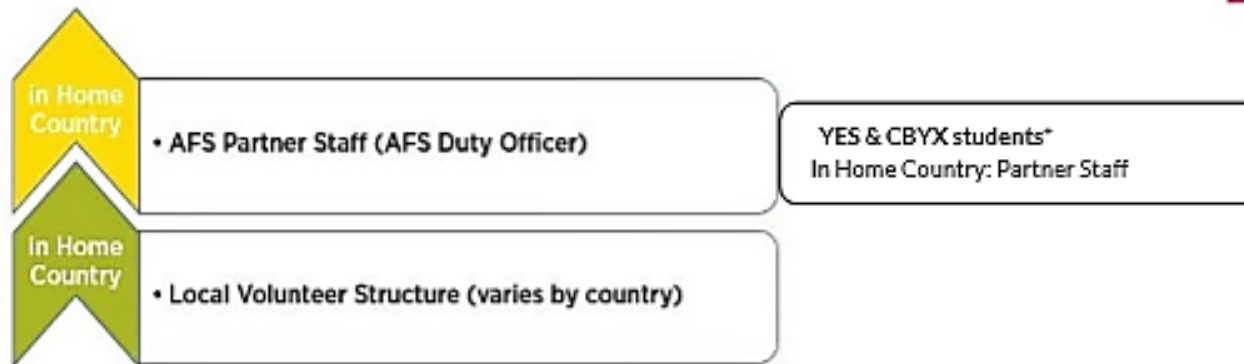 in Home
Country
• AFS Partner Staff (AFS Duty Officer)
YES & CBYX students*
In Home Country: Partner Staff
in Home
Country
• Local Volunteer Structure (varies by country)